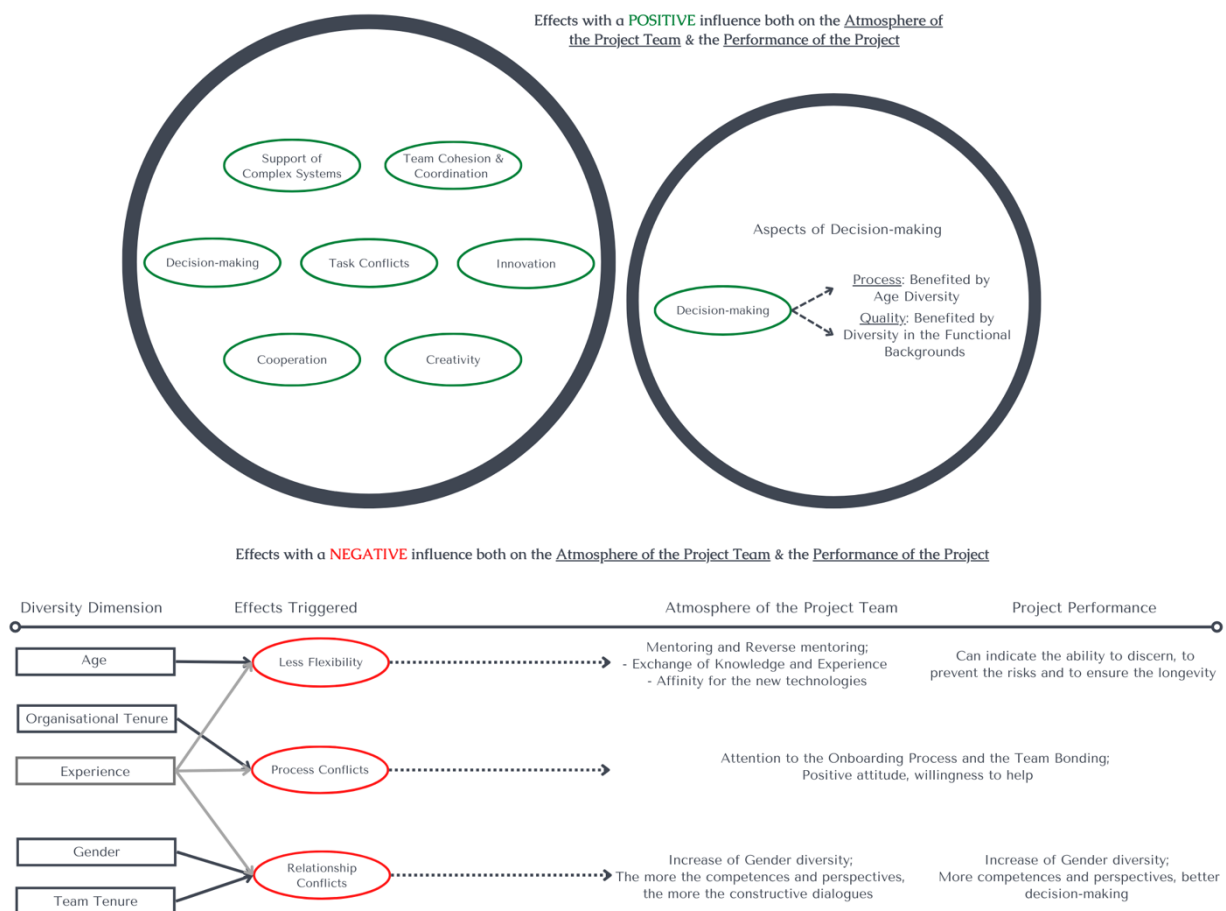 Effects with a POSITIVE influence both on the Atmosphere of
the Project Team & the Performance of the Project
Support of
Complex Systems
Team Cohesion &
Coordination
Decision-making
Task Conflicts
Innovation
Cooperation
Creativity
Aspects of Decision-making
Decision-making
Process: Benefited by
Age Diversity
Quality: Benefited by
Diversity in the Functional
Backgrounds
Effects with a NEGATIVE influence both on the Atmosphere of the Project Team & the Performance of the Project
Diversity Dimension
Effects Triggered
Atmosphere of the Project Team
Project Performance
Age
Less Flexibility
Mentoring and Reverse mentoring;
- Exchange of Knowledge and Experience
- Affinity for the new technologies
Can indicate the ability to discern, to
prevent the risks and to ensure the longevity
Organisational Tenure
Experience
Process Conflicts
Attention to the Onboarding Process and the Team Bonding;
Positive attitude, willingness to help
Gender
Team Tenure
Relationship
Conflicts
Increase of Gender diversity;
The more the competences and perspectives,
the more the constructive dialogues
Increase of Gender diversity;
More competences and perspectives, better
decision-making